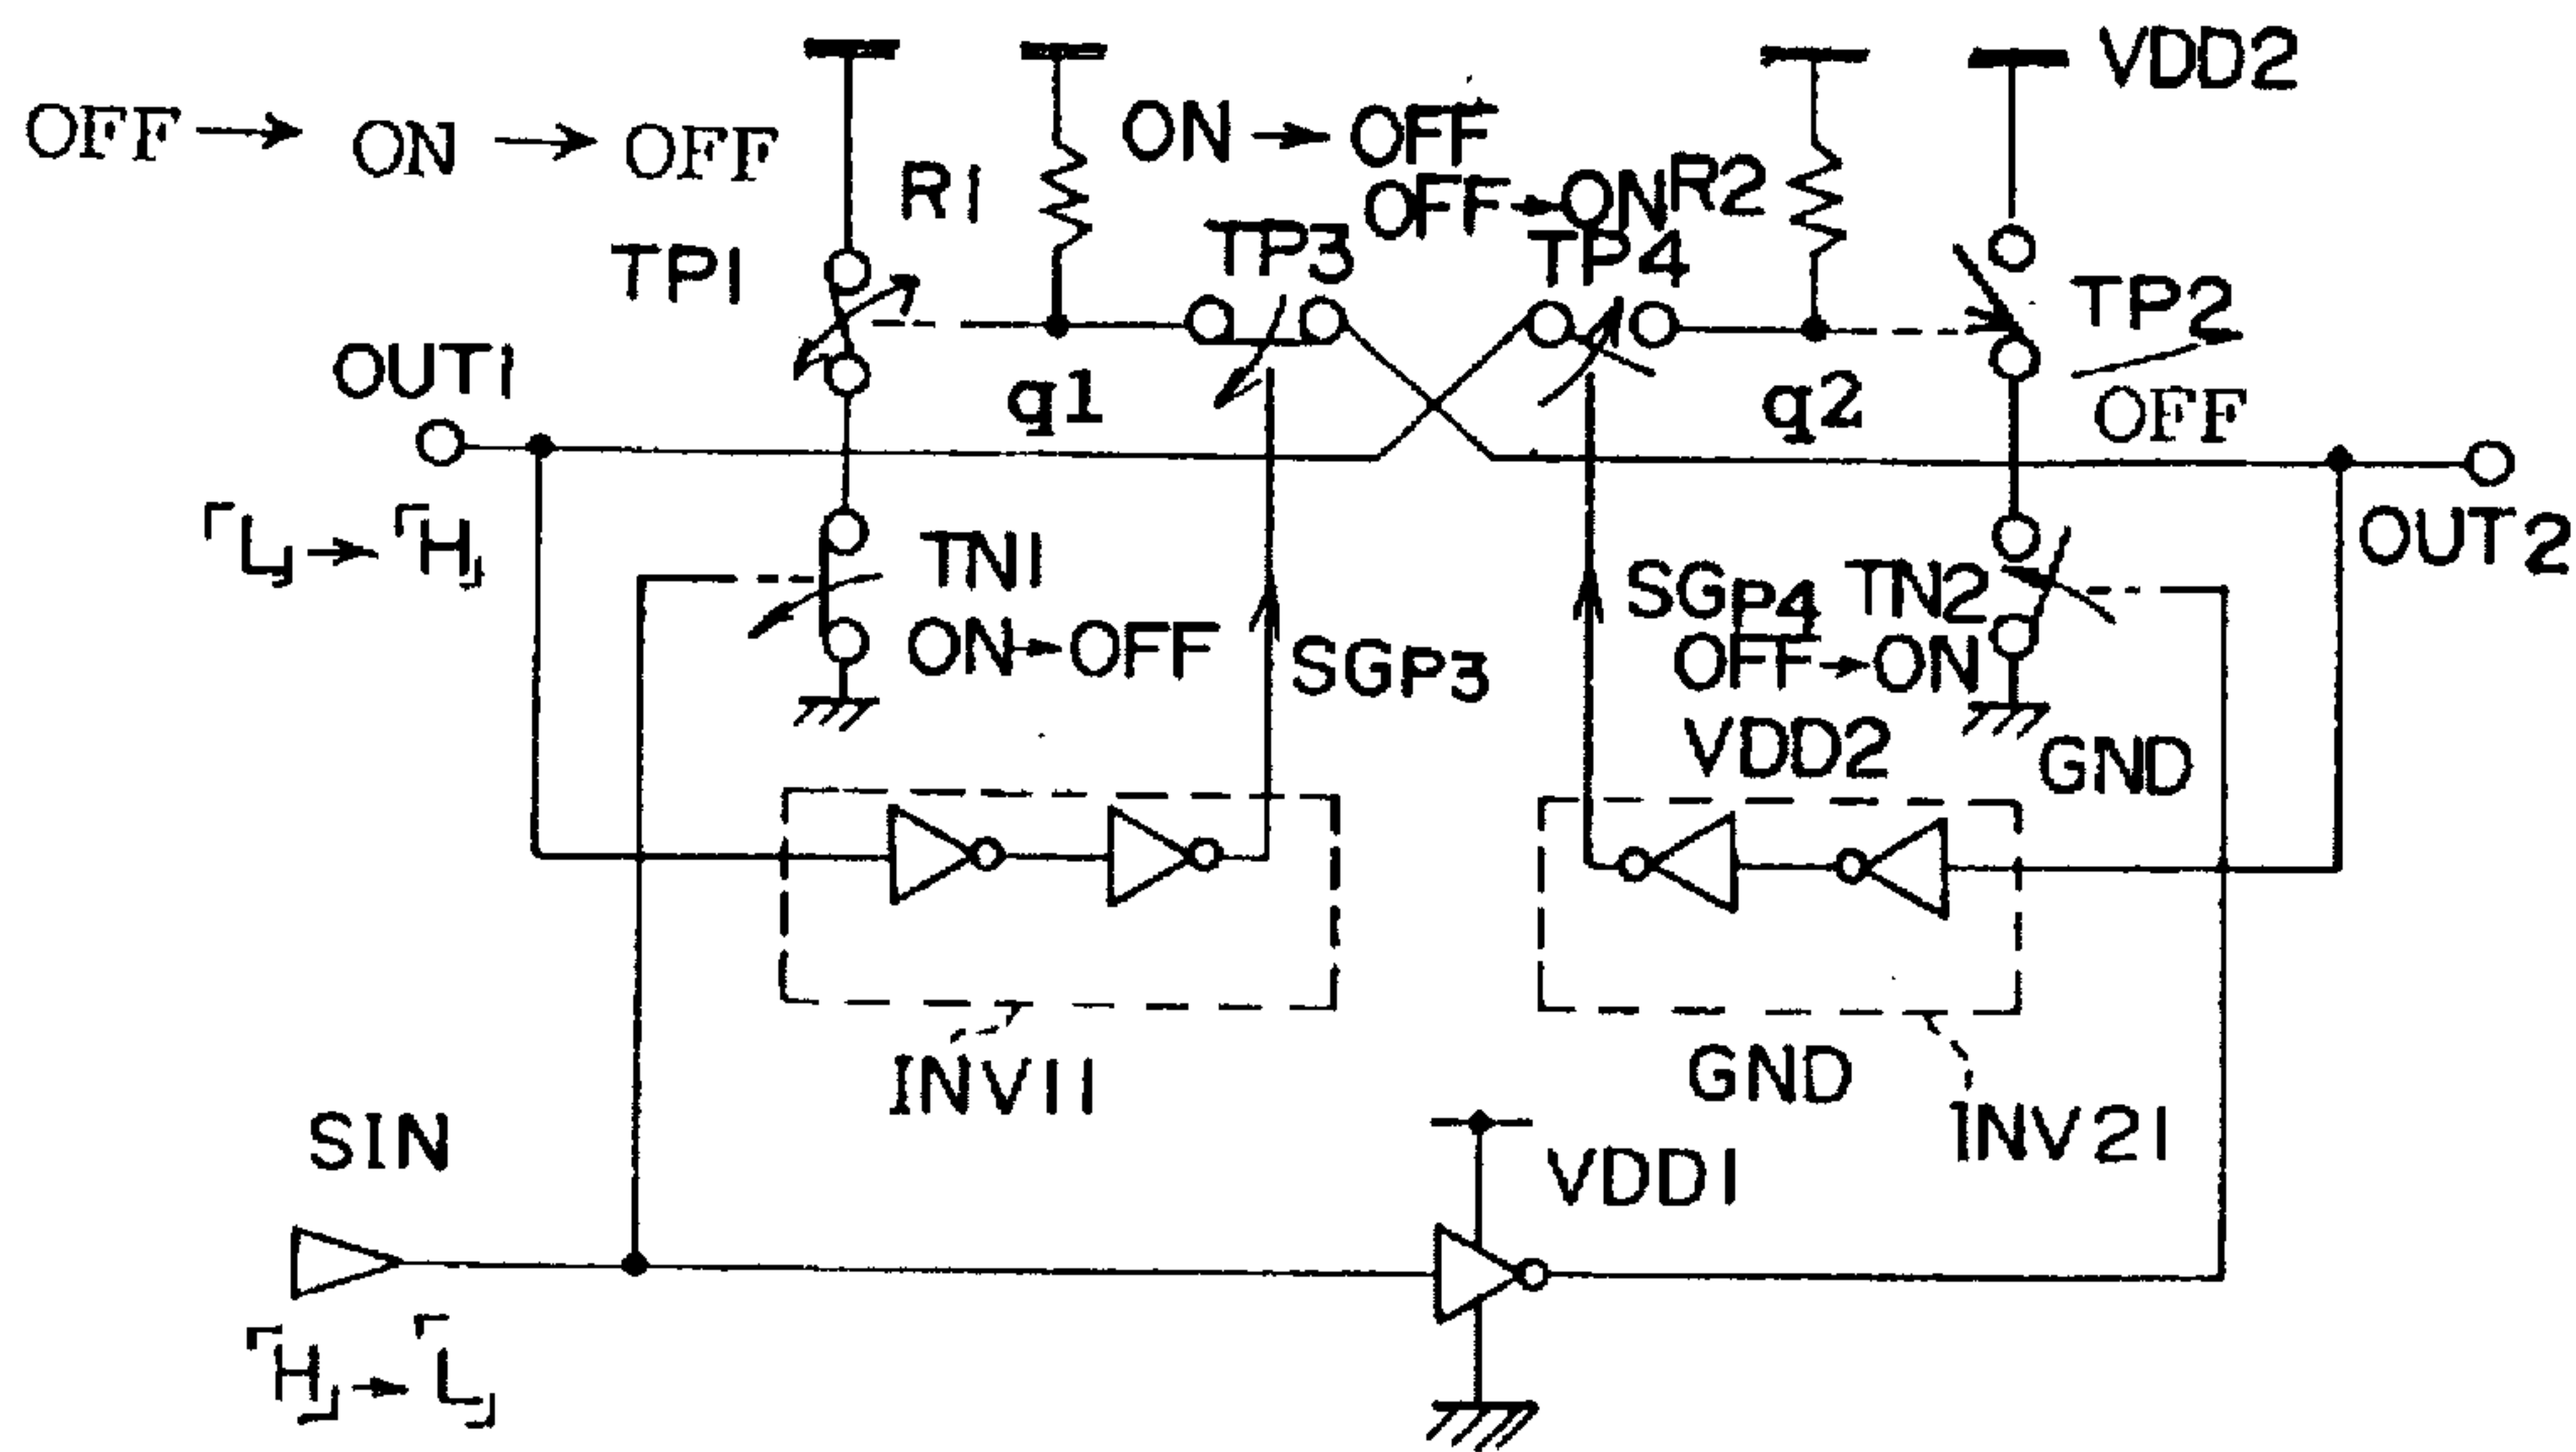 VDD2
OFF → ON → OFF
ON → OFF
R1
OFF → ON
R2
TP1
TP3
TP4
TP2
OUT1
q1
q2
OFF
「L」→「H」
TN1
SGP4
TN2
OUT2
ON → OFF
SGP3
OFF → ON
VDD2
GND
INV11
GND
INV21
SIN
VDD1
「H」→「L」